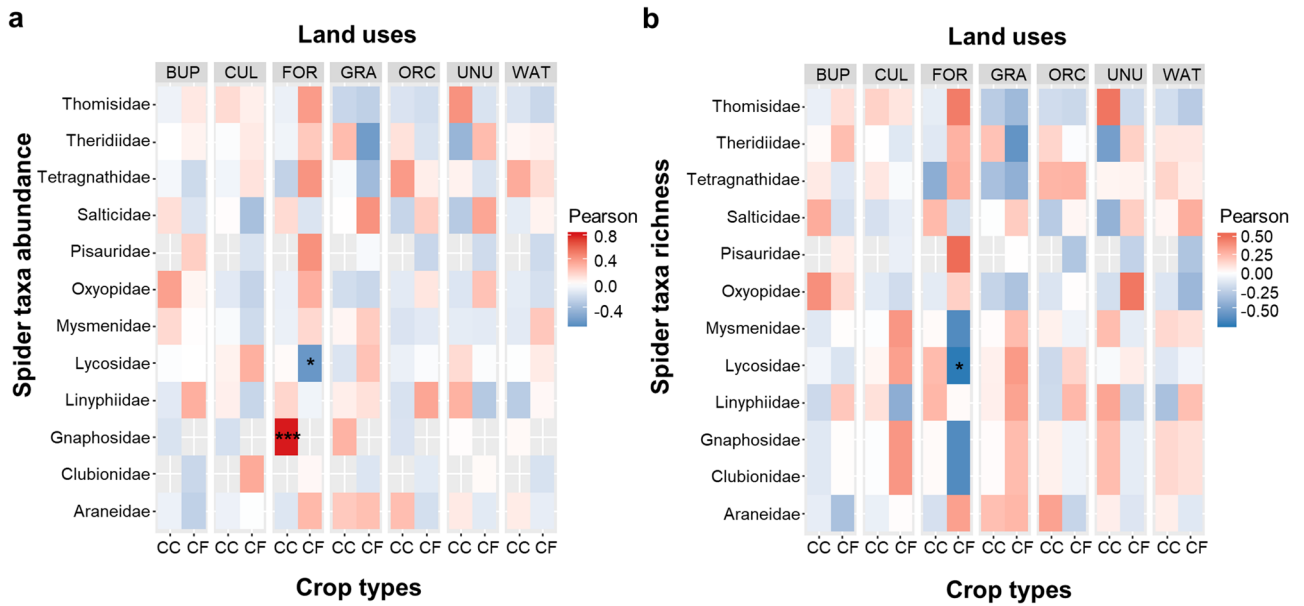 a
Land uses
BUP CUL FOR GRA ORC UNU WAT
Spider taxa abundance
Thomisidae
Theridiidae
Tetragnathidae
Salticidae
Pisauridae
Oxyopidae
Mysmenidae
Lycosidae
*
Linyphiidae
Gnaphosidae
***
Clubionidae
Araneidae
CC CF CC CF CC CF CC CF CC CF CC CF CC CF
Crop types
Pearson
0.8
0.4
0.0
-0.4
b
Land uses
BUP CUL FOR GRA ORC UNU WAT
Spider taxa richness
Thomisidae
Theridiidae
Tetragnathidae
Salticidae
Pisauridae
Oxyopidae
Mysmenidae
Lycosidae
*
Linyphiidae
Gnaphosidae
Clubionidae
Araneidae
CC CF CC CF CC CF CC CF CC CF CC CF CC CF
Crop types
Pearson
0.50
0.25
0.00
-0.25
-0.50